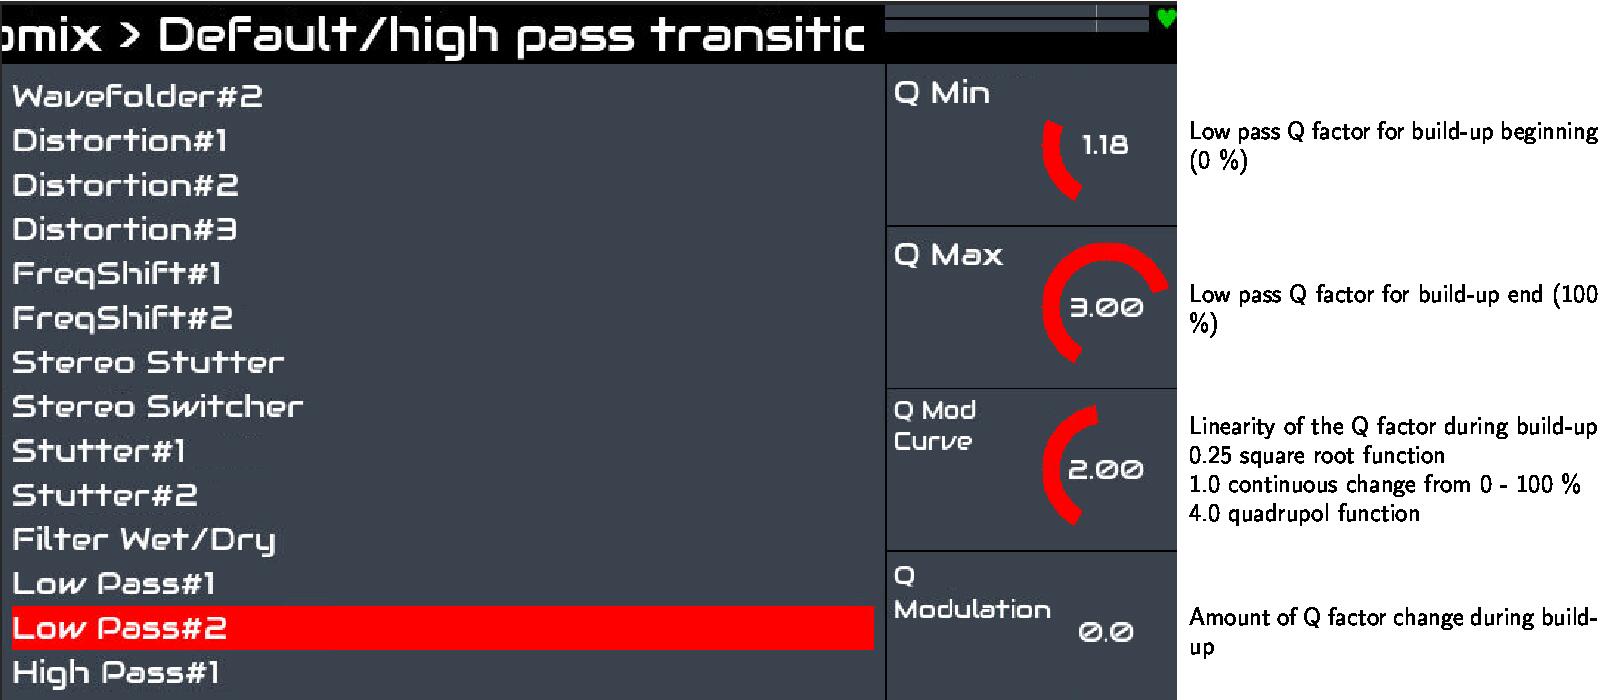 omix > Default/high pass transitic
WaveFolder#2
Distortion#1
Distortion#2
Distortion#3
FreqShift#1
FreqShift#2
Stereo Stutter
Stereo Switcher
Stutter#1
Stutter#2
Filter Wet/Dry
Low Pass#1
Low Pass#2
High Pass#1
Q Min
1.18
Low pass Q factor for build-up beginning
(0 %)
Q Max
3.00
Low pass Q factor for build-up end (100
%)
Q Mod
Curve
2.00
Linearity of the Q factor during build-up
0.25 square root function
1.0 continuous change from 0 - 100 %
4.0 quadrupol function
Q
Modulation
0.0
Amount of Q factor change during build-
up